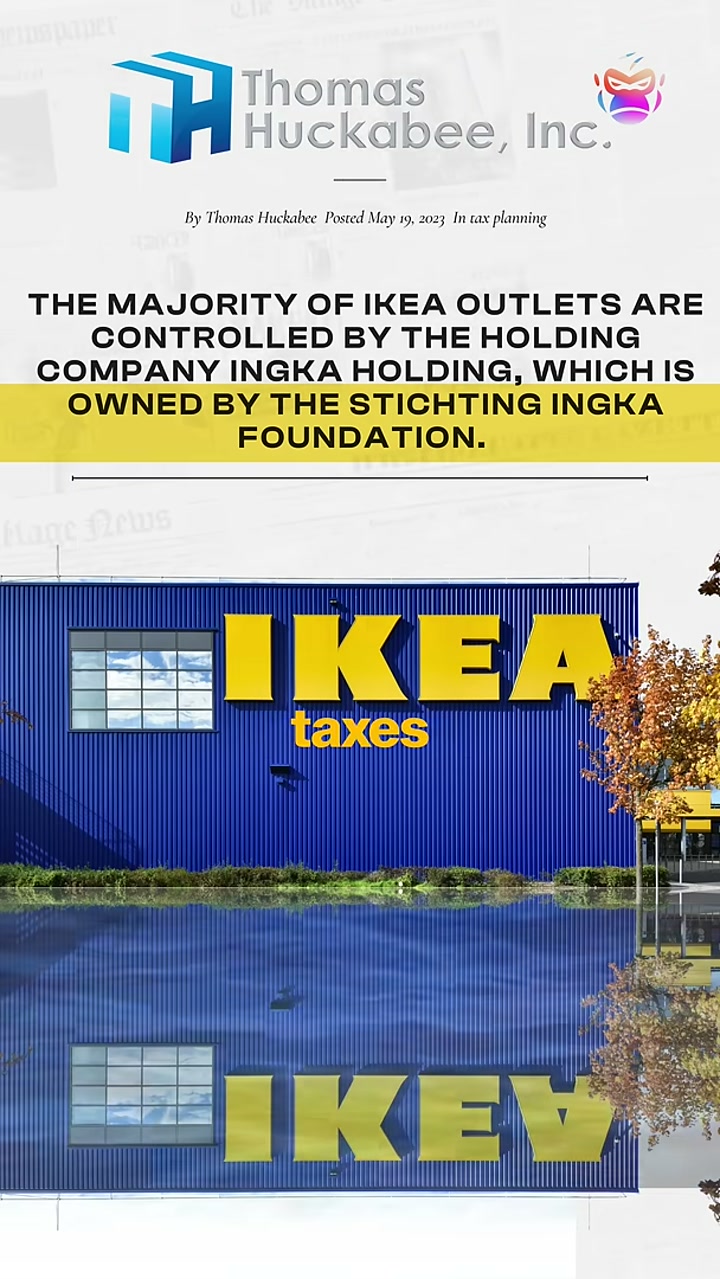 Thomas
Huckabee, Inc.
By Thomas Huckabee Posted May 19, 2023 In tax planning
THE MAJORITY OF IKEA OUTLETS ARE
CONTROLLED BY THE HOLDING
COMPANY INGKA HOLDING, WHICH IS
OWNED BY THE STICHTING INGKA
FOUNDATION.
News
IKEA
taxes
IKEA